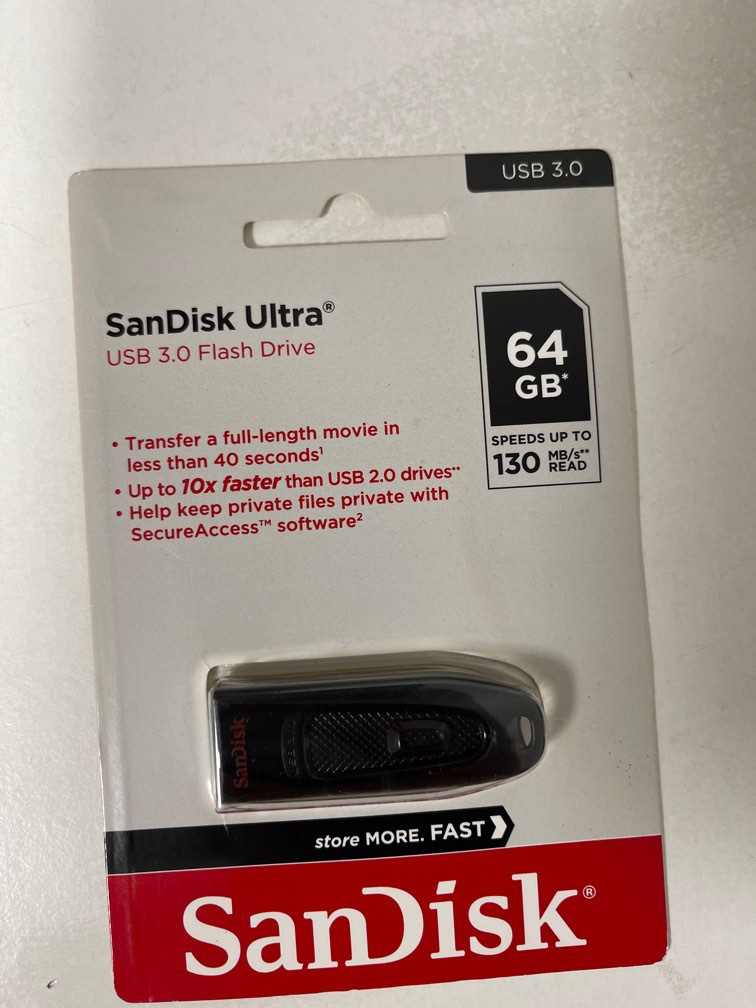 USB 3.0
SanDisk Ultra®
USB 3.0 Flash Drive
64
GB*
SPEEDS UP TO
130 MB/s** READ
• Transfer a full-length movie in
less than 40 seconds¹
• Up to 10x faster than USB 2.0 drives**
• Help keep private files private with
SecureAccess™ software²
SanDisk
store MORE. FAST
SanDisk®